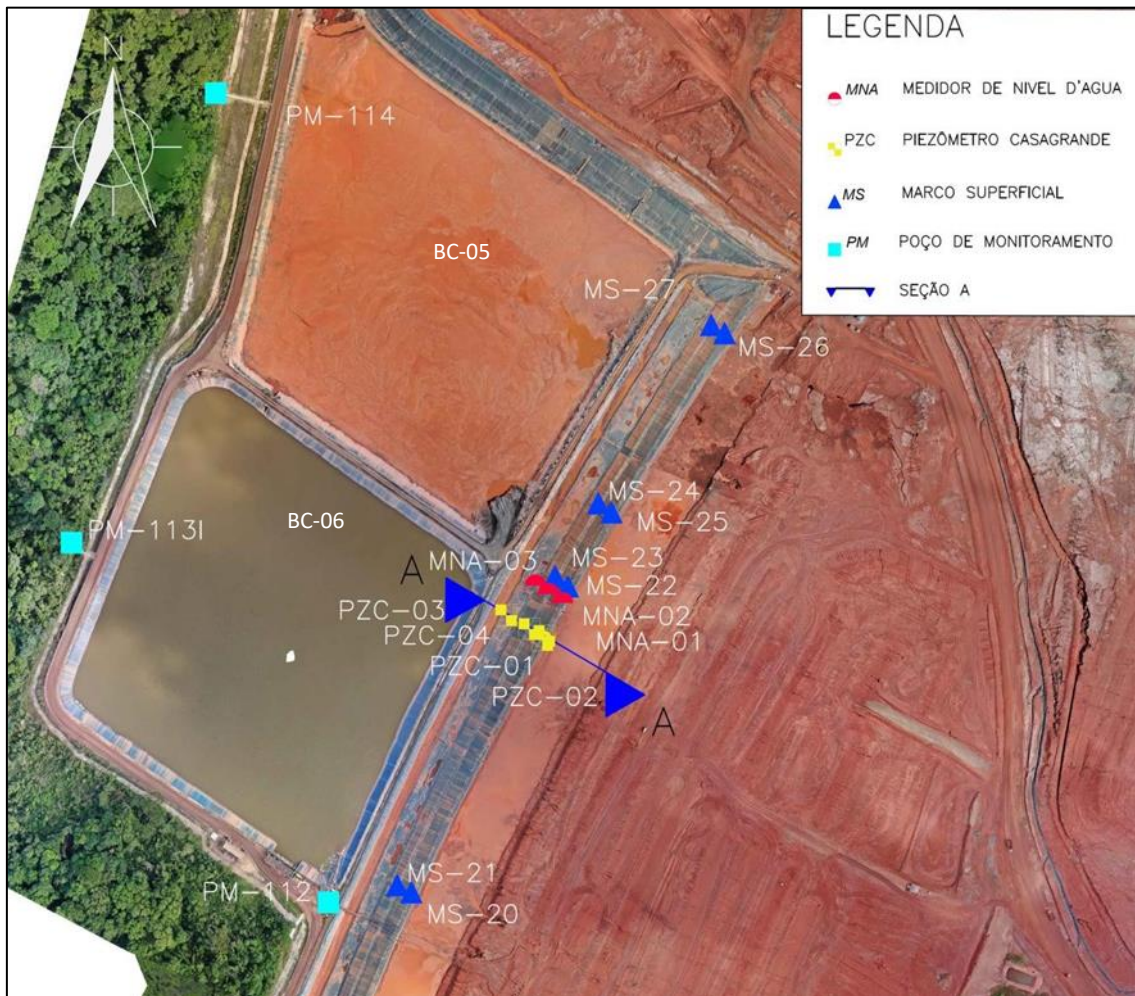 LEGENDA
MNA MEDIDOR DE NIVEL D'AGUA
PZC PIEZÔMETRO CASAGRANDE
MS MARCO SUPERFICIAL
PM POÇO DE MONITORAMENTO
SEÇÃO A
N
PM-114
BC-05
MS-27
MS-26
MS-24
MS-25
BC-06
PM-113I
MNA-03
MS-23
A
MS-22
PZC-03
MNA-02
PZC-04
MNA-01
PZC-01
PZC-02
A
MS-21
PM-112
MS-20